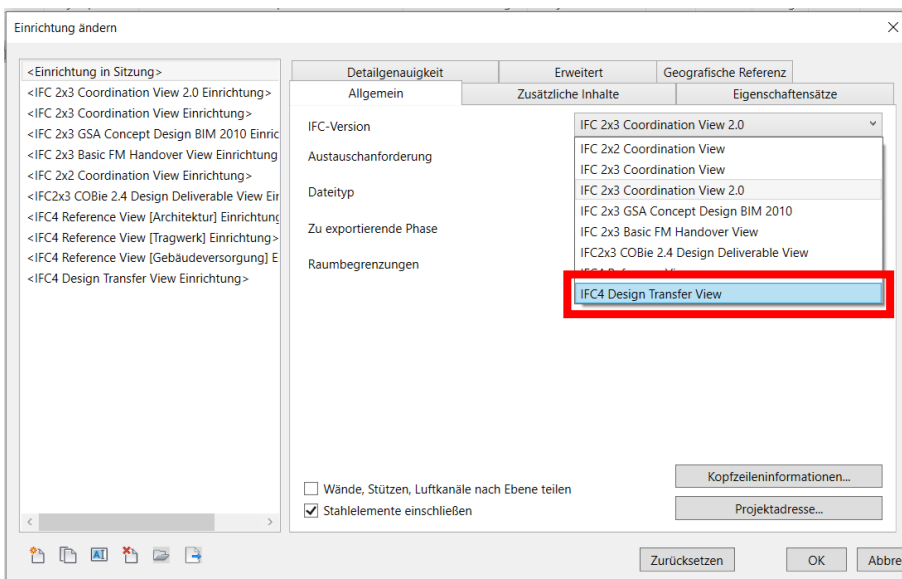 Einrichtung ändern
<Einrichtung in Sitzung>
<IFC 2x3 Coordination View 2.0 Einrichtung>
<IFC 2x3 Coordination View Einrichtung>
<IFC 2x3 GSA Concept Design BIM 2010 Einric
<IFC 2x3 Basic FM Handover View Einrichtung
<IFC 2x2 Coordination View Einrichtung>
<IFC2x3 COBie 2.4 Design Deliverable View Eir
<IFC4 Reference View [Architektur] Einrichtung
<IFC4 Reference View [Tragwerk] Einrichtung>
<IFC4 Reference View [Gebäudeversorgung] E
<IFC4 Design Transfer View Einrichtung>
Detailgenauigkeit Erweitert Geografische Referenz
Allgemein Zusätzliche Inhalte Eigenschaftensätze
IFC-Version IFC 2x3 Coordination View 2.0
Austauschanforderung
Dateityp
Zu exportierende Phase
Raumbegrenzungen
IFC 2x2 Coordination View
IFC 2x3 Coordination View
IFC 2x3 Coordination View 2.0
IFC 2x3 GSA Concept Design BIM 2010
IFC 2x3 Basic FM Handover View
IFC2x3 COBie 2.4 Design Deliverable View
IFC4 Design Transfer View
Wände, Stützen, Luftkanäle nach Ebene teilen
Stahlelemente einschließen
Kopfzeileninformationen...
Projektadresse...
Zurücksetzen OK Abbre